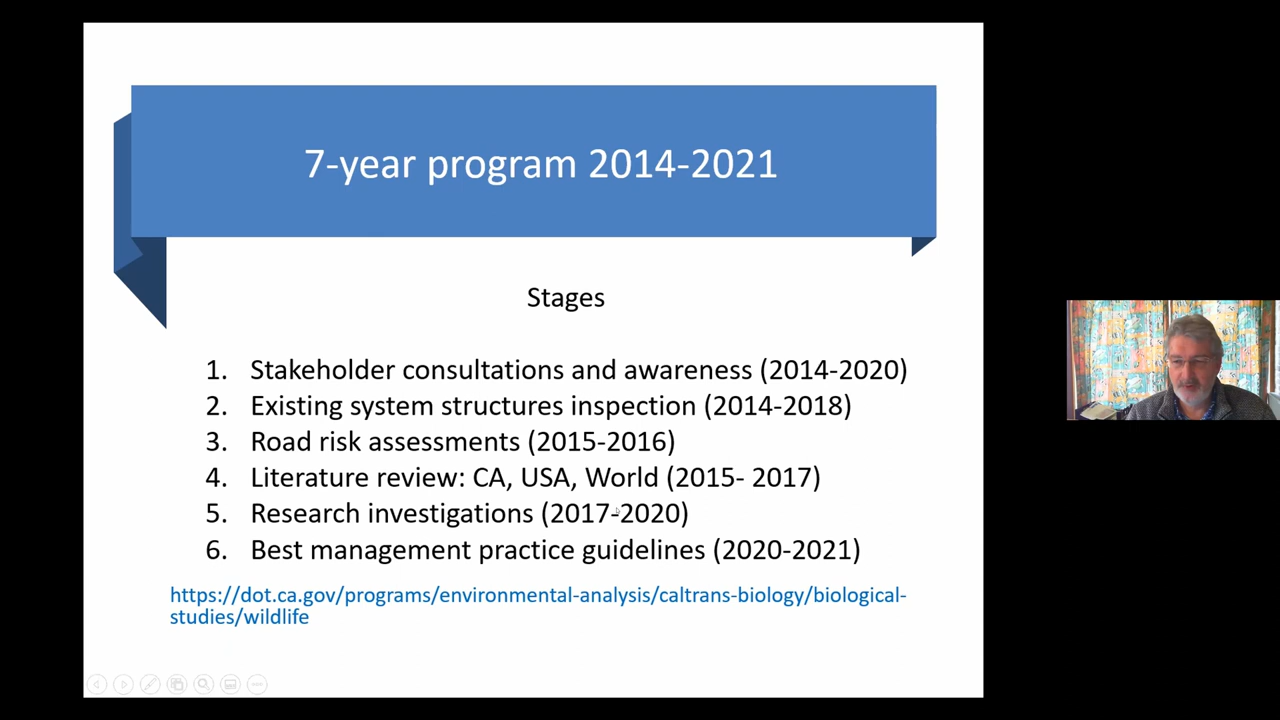 7-year program 2014-2021
Stages
1. Stakeholder consultations and awareness (2014-2020)
2. Existing system structures inspection (2014-2018)
3. Road risk assessments (2015-2016)
4. Literature review: CA, USA, World (2015- 2017)
5. Research investigations (2017-2020)
6. Best management practice guidelines (2020-2021)
https://dot.ca.gov/programs/environmental-analysis/caltrans-biology/biological-
studies/wildlife